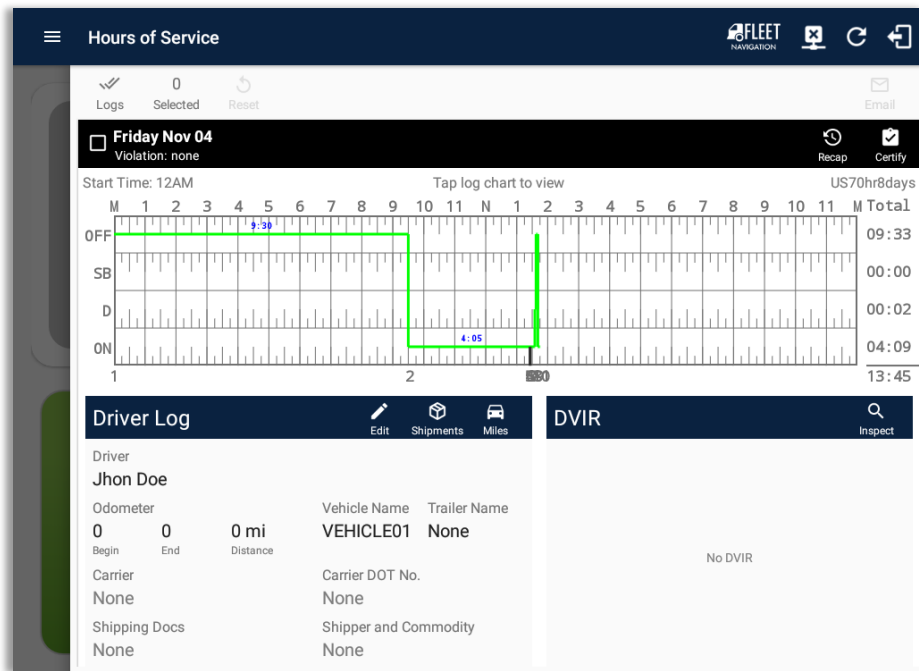 Hours of Service
FLEET
NAVIGATION
Logs
0
Selected
Reset
Email
Friday Nov 04
Violation: none
Recap
Certify
Start Time: 12AM
Tap log chart to view
US70hr8days
M 1 2 3 4 5 6 7 8 9 10 11 N 1 2 3 4 5 6 7 8 9 10 11 M Total
OFF 9:30 09:33
SB 00:00
D 00:02
ON 4:05 04:09
1 2 13:45
Driver Log
Edit
Shipments
Miles
DVIR
Inspect
Driver
Jhon Doe
Odometer
0 0 0 mi
Begin End Distance
Vehicle Name Trailer Name
VEHICLE01 None
Carrier
None
Carrier DOT No.
None
Shipping Docs
None
Shipper and Commodity
None
No DVIR